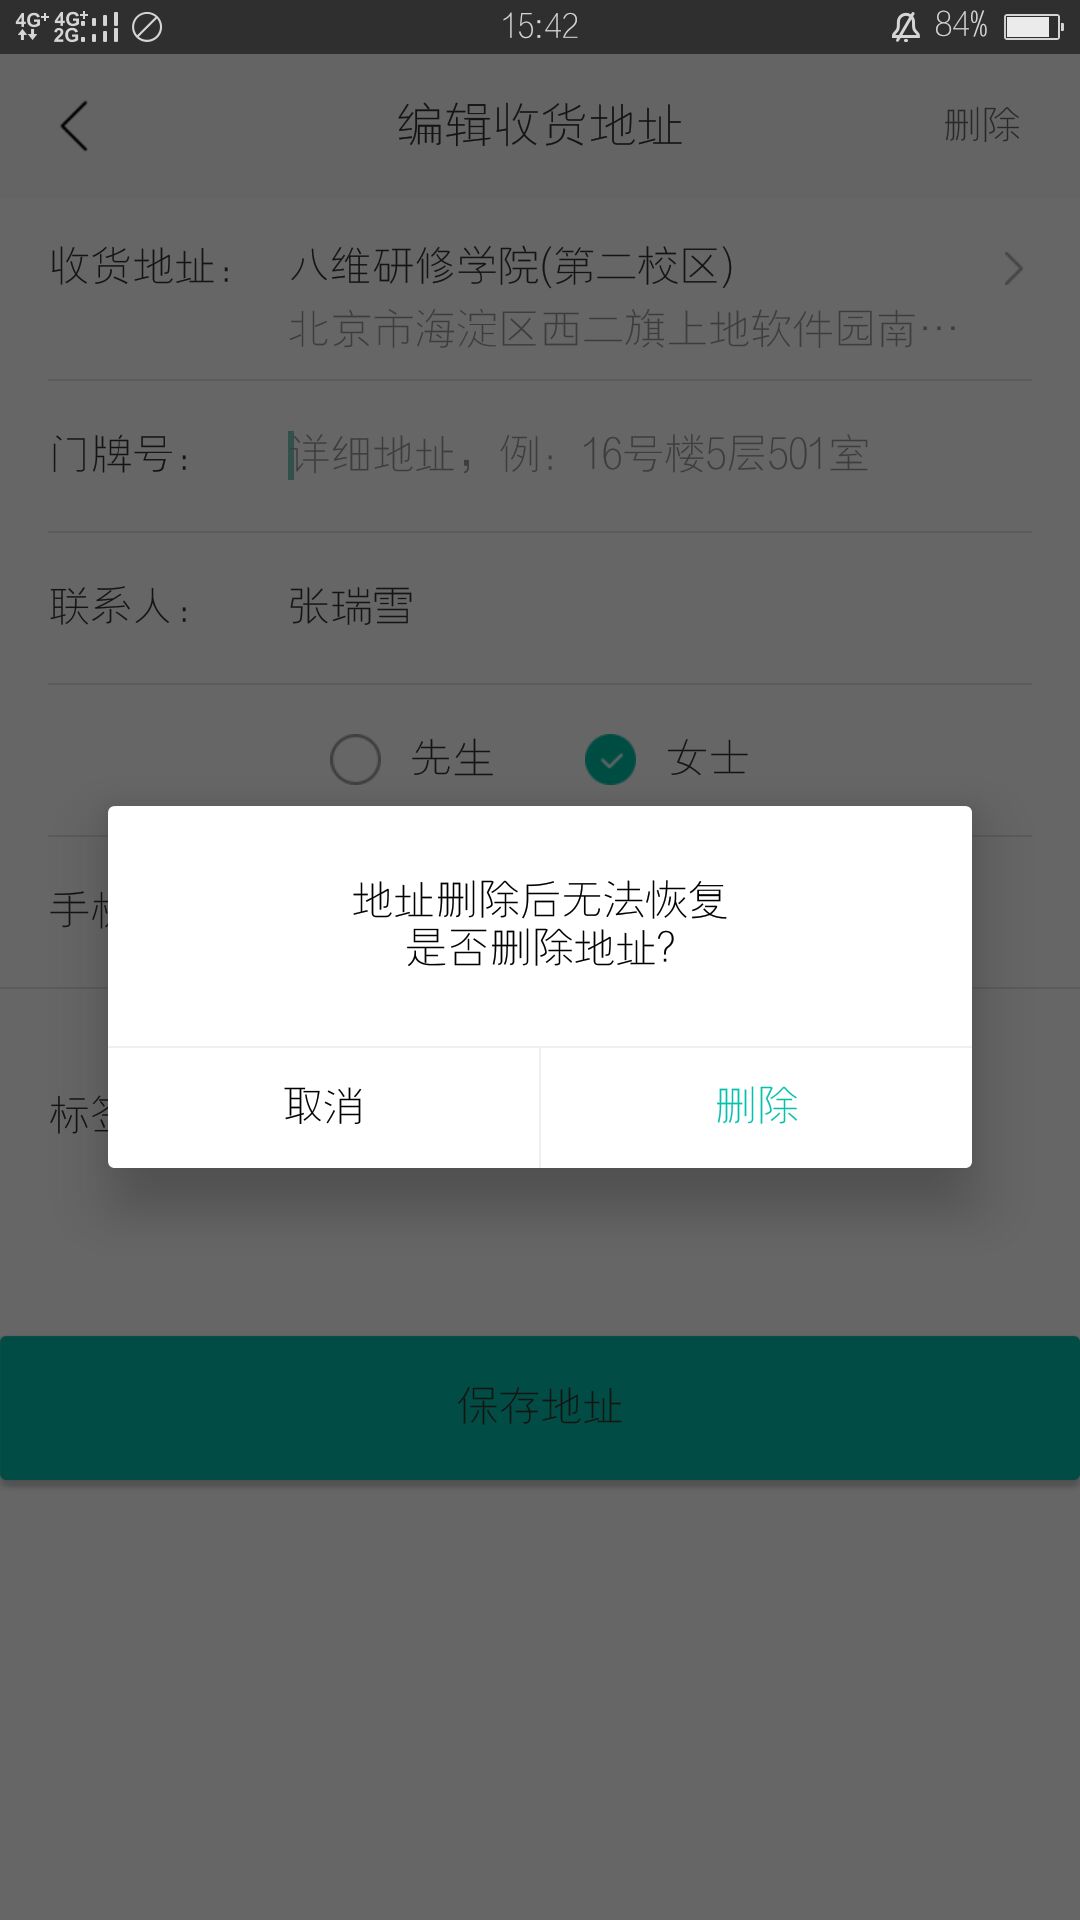 4G+ 4G+ 2G 15:42 84%
编辑收货地址 删除
收货地址： 八维研修学院(第二校区)
北京市海淀区西二旗上地软件园南…
门牌号： 详细地址，例：16号楼5层501室
联系人： 张瑞雪
先生 女士
手
地址删除后无法恢复
是否删除地址?
取消 删除
标
保存地址